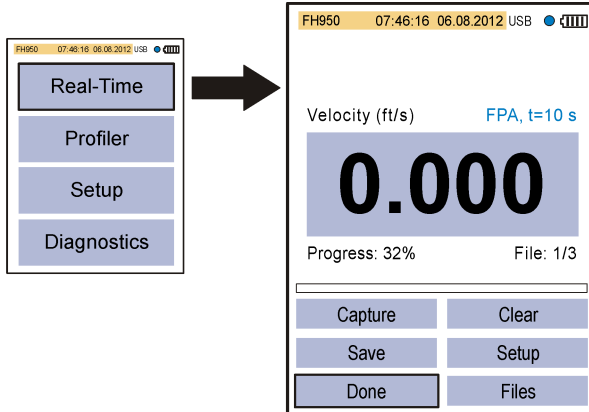 FH950 07:46:16 06.08.2012 USB
Real-Time
Profiler
Setup
Diagnostics
FH950 07:46:16 06.08.2012 USB
Velocity (ft/s) FPA, t=10 s
0.000
Progress: 32% File: 1/3
Capture Clear
Save Setup
Done Files